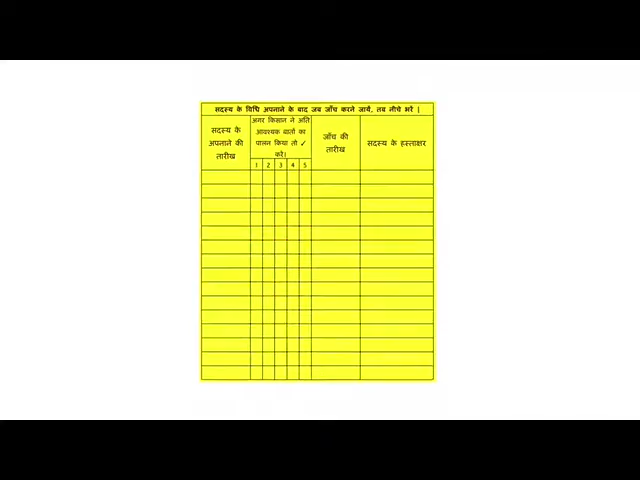 सदस्य के विधि अपनाने के बाद जब जाँच करने जायें, तब नीचे भरें |
सदस्य के
अपनाने की
तारीख
अगर किसान ने अति
आवश्यक बातों का
पालन किया तो ✓
करें।
1 2 3 4 5
जाँच की
तारीख
सदस्य के हस्ताक्षर